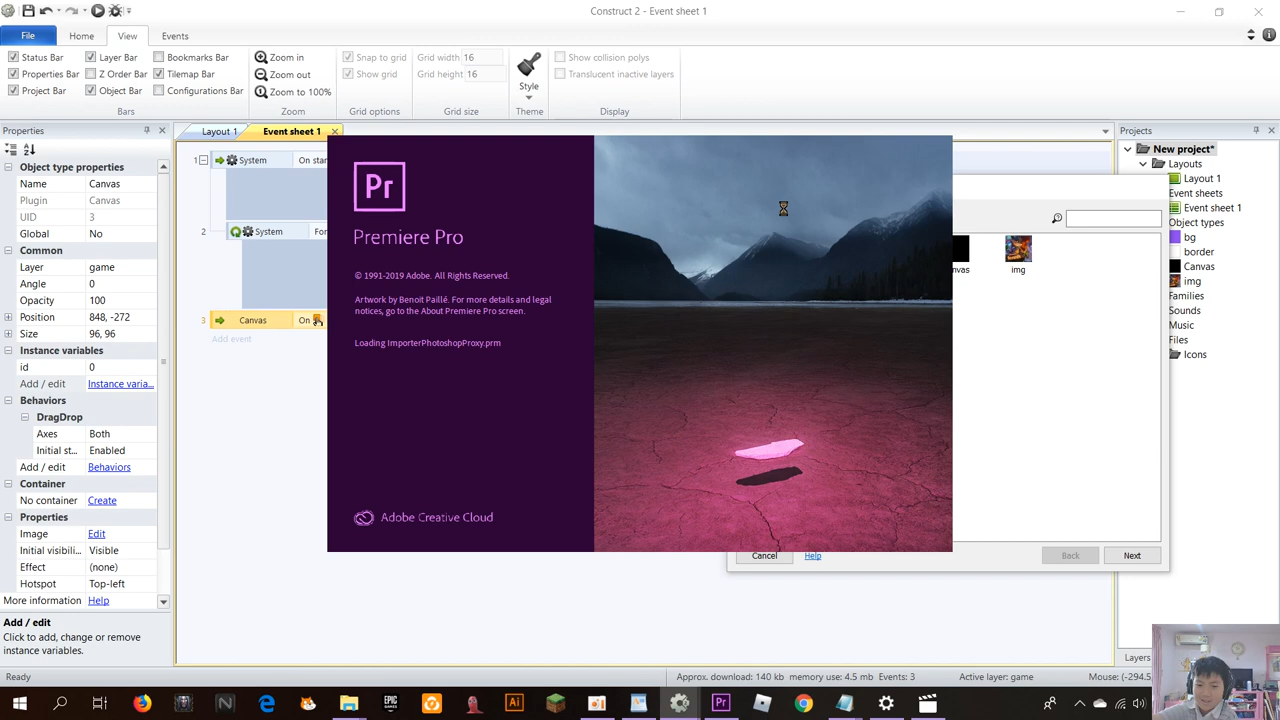 Construct 2 - Event sheet 1
File
Home
View
Events
Status Bar
Layer Bar
Bookmarks Bar
Properties Bar
Z Order Bar
Tilemap Bar
Project Bar
Object Bar
Configurations Bar
Bars
Zoom in
Zoom out
Zoom to 100%
Zoom
Snap to grid
Show grid
Grid options
Grid width 16
Grid height 16
Grid size
Style
Theme
Show collision polys
Translucent inactive layers
Display
Properties
Object type properties
Name Canvas
Plugin Canvas
UID 3
Global No
Common
Layer game
Angle 0
Opacity 100
Position 848, -272
Size 96, 96
Instance variables
id 0
Add / edit Instance varia...
Behaviors
DragDrop
Axes Both
Initial st... Enabled
Add / edit Behaviors
Container
No container Create
Properties
Image Edit
Initial visibili... Visible
Effect (none)
Hotspot Top-left
More information Help
Add / edit
Click to add, change or remove
instance variables.
Layout 1
Event sheet 1
1 System On star
2 System For
3 Canvas On
Add event
Pr
Premiere Pro
© 1991-2019 Adobe. All Rights Reserved.
Artwork by Benoit Paillé. For more details and legal
notices, go to the About Premiere Pro screen.
Loading ImporterPhotoshopProxy.prm
Adobe Creative Cloud
nvas
img
Cancel
Help
Back
Next
Projects
New project*
Layouts
Layout 1
Event sheets
Event sheet 1
Object types
bg
border
Canvas
img
Sounds
Music
Files
Icons
Layers
Ready
Approx. download: 140 kb
memory use: 4.5 mb
Events: 3
Active layer: game
Mouse: (-294.5
EPIC
GAMES
Ai
Pr